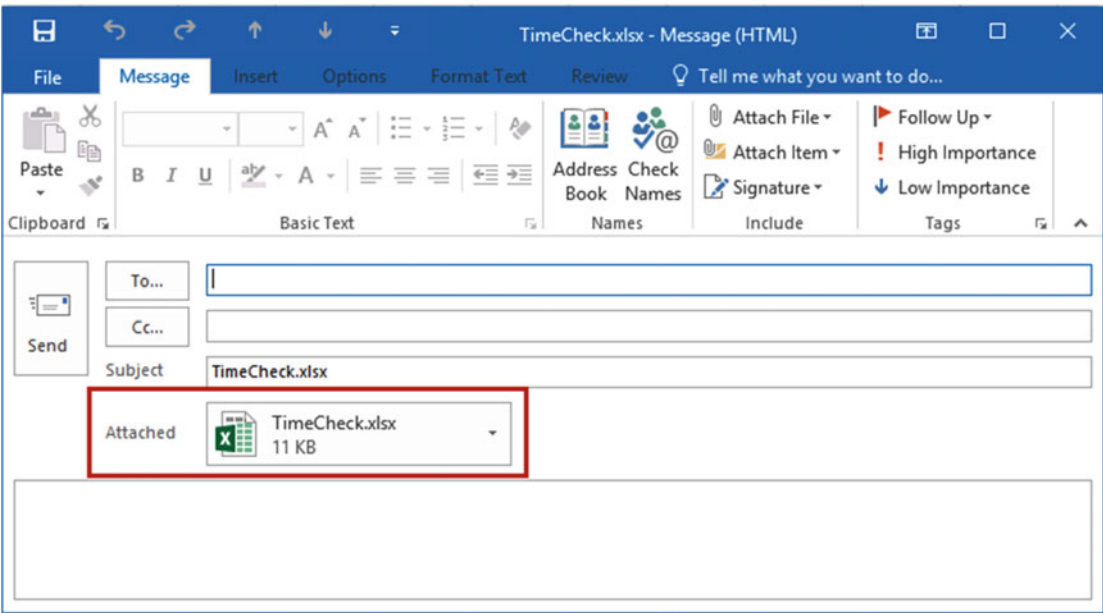 TimeCheck.xlsx - Message (HTML)
File Message Insert Options Format Text Review Tell me what you want to do...
Paste
Clipboard
A A
B I U ab A
Basic Text
Address Book
Check Names
Names
Attach File
Attach Item
Signature
Include
Follow Up
! High Importance
Low Importance
Tags
Send
To...
Cc...
Subject TimeCheck.xlsx
Attached TimeCheck.xlsx
11 KB